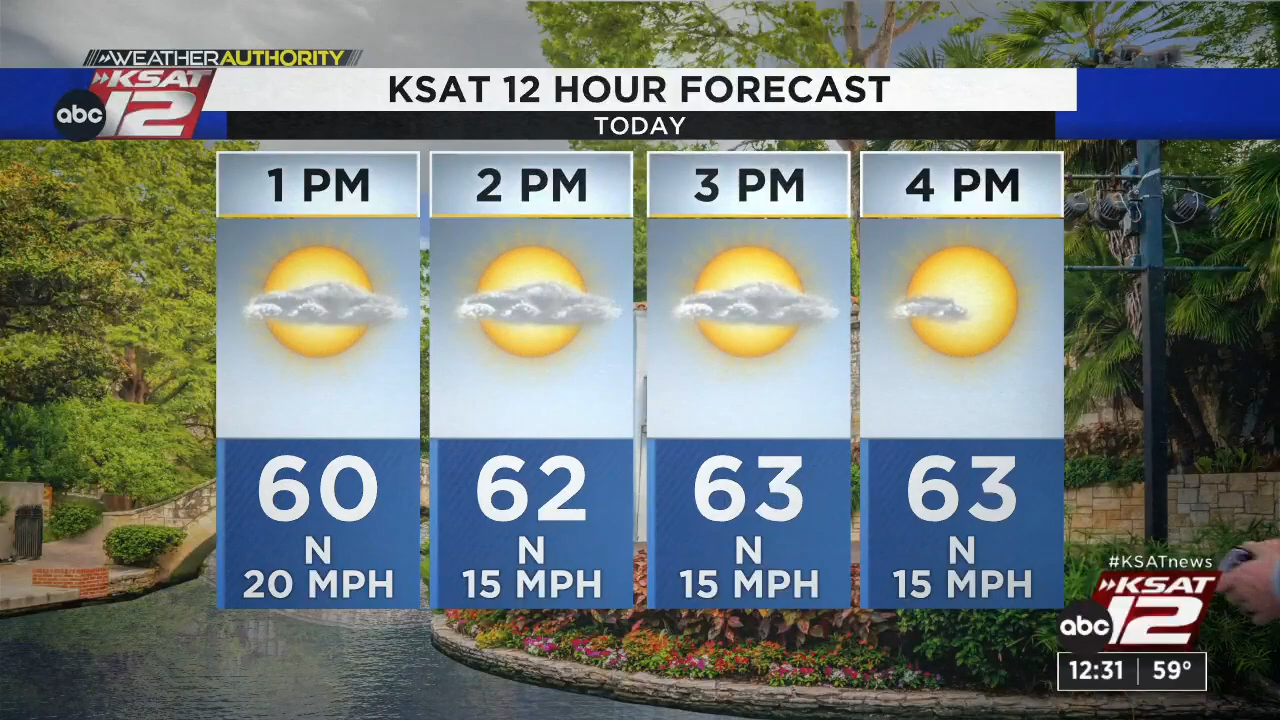 WEATHERAUTHORITY
KSAT
abc 12
KSAT 12 HOUR FORECAST
TODAY
1 PM
2 PM
3 PM
4 PM
60
N
20 MPH
62
N
15 MPH
63
N
15 MPH
63
N
15 MPH
#KSATnews
KSAT
abc 12
12:31 59°